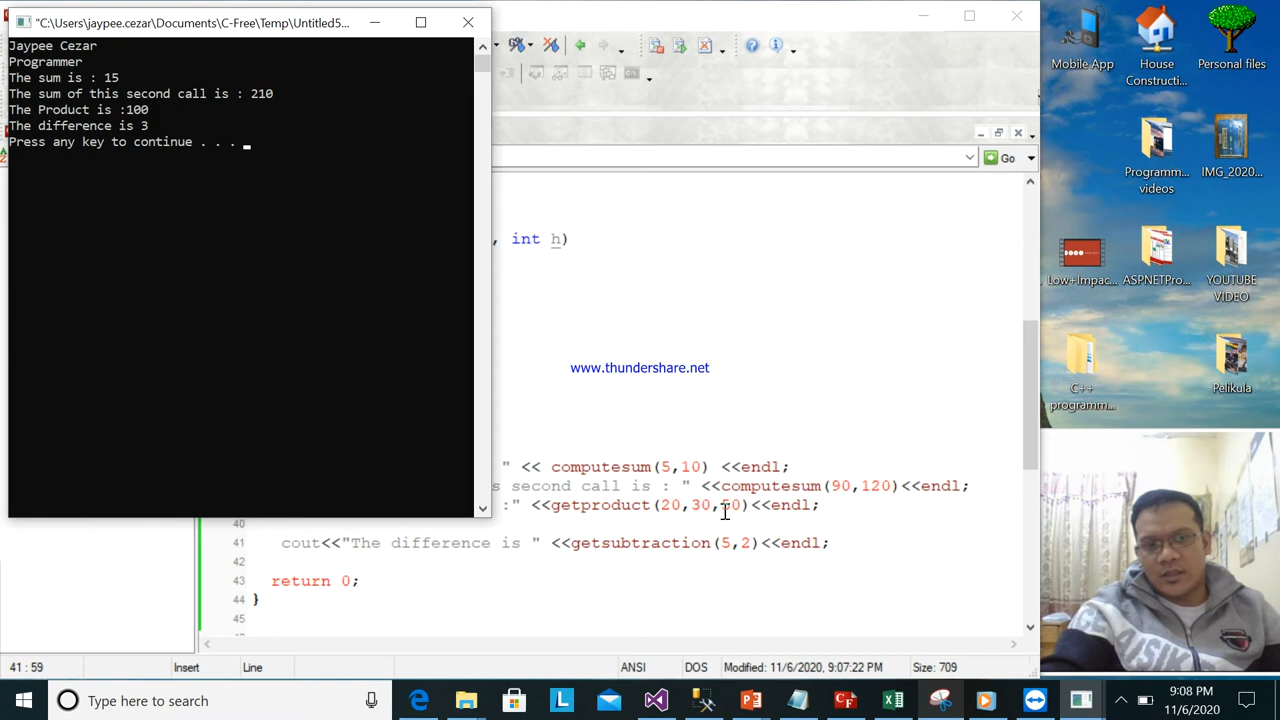 "C:\Users\jaypee.cezar\Documents\C-Free\Temp\Untitled5...
Jaypee Cezar
Programmer
The sum is : 15
The sum of this second call is : 210
The Product is :100
The difference is 3
Press any key to continue . . .
Go
, int h)
www.thundershare.net
" << computesum(5,10) <<endl;
s second call is : " <<computesum(90,120)<<endl;
:" <<getproduct(20,30,50)<<endl;
40
41 cout<<"The difference is " <<getsubtraction(5,2)<<endl;
42
43 return 0;
44 }
45
41 : 59
Insert
Line
ANSI
DOS
Modified: 11/6/2020, 9:07:22 PM
Size: 709
Mobile App
House Constructi...
Personal files
Programm... videos
IMG_2020...
Low+Impac...
ASPNETPro...
YOUTUBE VIDEO
C++ programm...
Pelikula
Type here to search
9:08 PM
11/6/2020